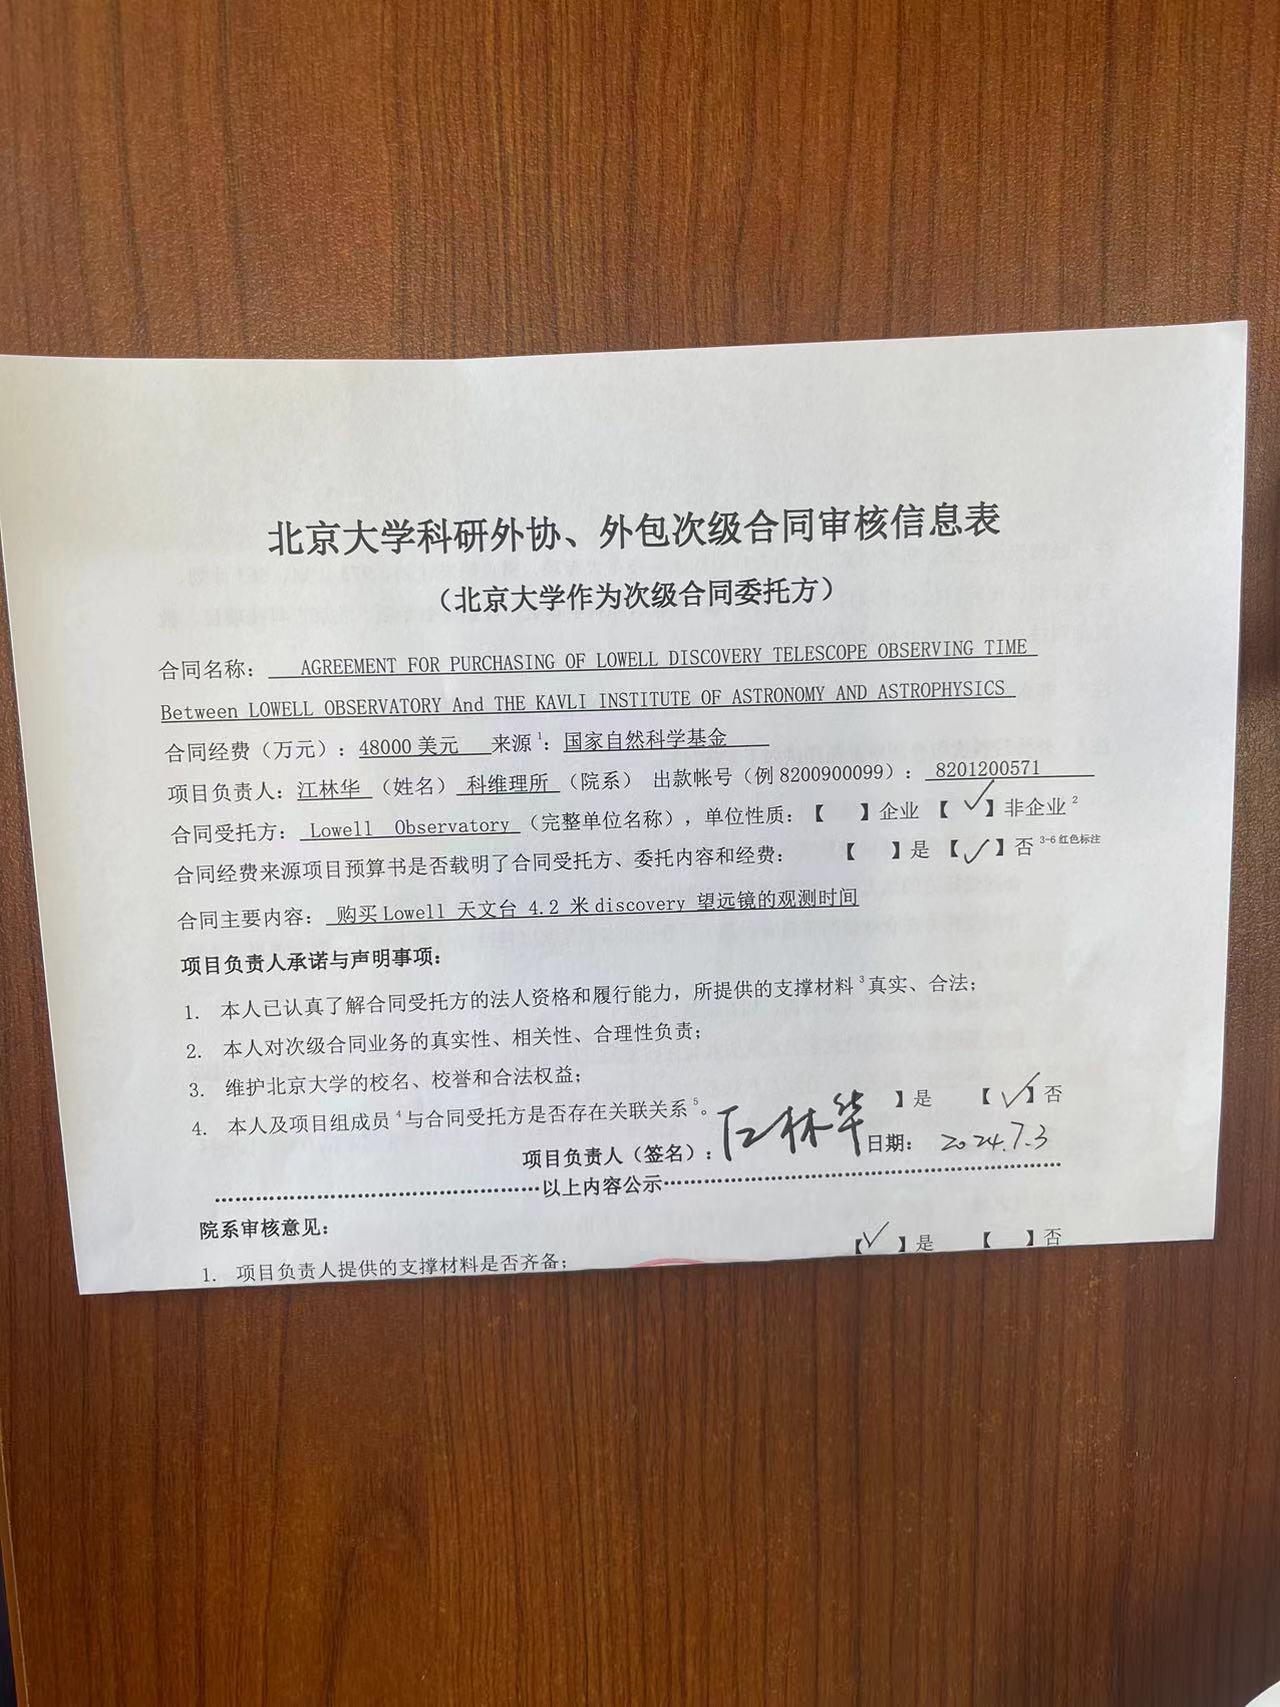 北京大学科研外协、外包次级合同审核信息表
（北京大学作为次级合同委托方）
合同名称： AGREEMENT FOR PURCHASING OF LOWELL DISCOVERY TELESCOPE OBSERVING TIME
Between LOWELL OBSERVATORY And THE KAVLI INSTITUTE OF ASTRONOMY AND ASTROPHYSICS
合同经费（万元）：48000 美元 来源¹：国家自然科学基金
项目负责人：江林华（姓名） 科维理所 （院系） 出款帐号（例 8200900099）： 8201200571
合同受托方： Lowell Observatory （完整单位名称），单位性质：【 】企业 【 ✓ 】非企业²
合同经费来源项目预算书是否载明了合同受托方、委托内容和经费： 【 】是 【 ✓ 】否 3-6 红色标注
合同主要内容： 购买 Lowell 天文台 4.2 米 discovery 望远镜的观测时间
项目负责人承诺与声明事项：
1. 本人已认真了解合同受托方的法人资格和履行能力，所提供的支撑材料³真实、合法；
2. 本人对次级合同业务的真实性、相关性、合理性负责；
3. 维护北京大学的校名、校誉和合法权益；
4. 本人及项目组成员⁴与合同受托方是否存在关联关系⁵。 】是 【 ✓ 】否
项目负责人（签名）：江林华 日期： 2024.7.3
以上内容公示
院系审核意见：
1. 项目负责人提供的支撑材料是否齐备； 【 ✓ 】是 【 】否